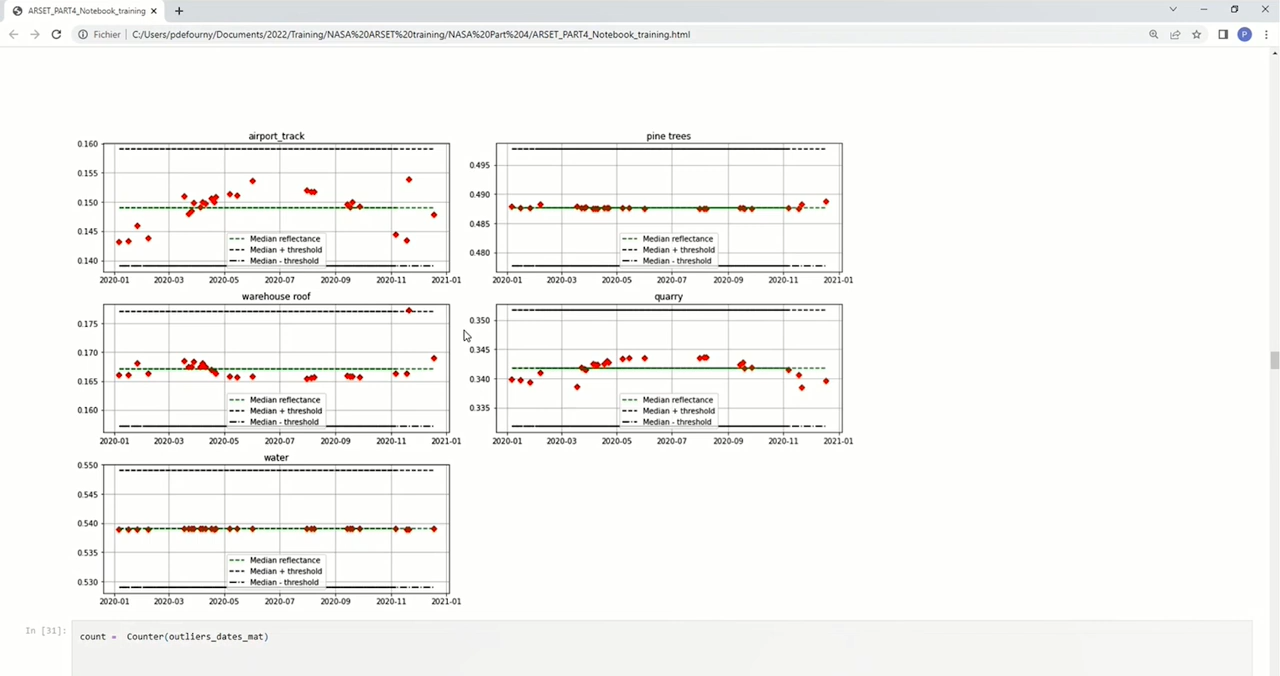 ARSET_PART4_Notebook_training
Fichier | C:/Users/pdefourny/Documents/2022/Training/NASA%20ARSET%20training/NASA%20Part%204/ARSET_PART4_Notebook_training.html
P
airport_track
0.160
0.155
0.150
0.145
0.140
Median reflectance
Median + threshold
Median - threshold
2020-01 2020-03 2020-05 2020-07 2020-09 2020-11 2021-01
pine trees
0.495
0.490
0.485
0.480
Median reflectance
Median + threshold
Median - threshold
2020-01 2020-03 2020-05 2020-07 2020-09 2020-11 2021-01
warehouse roof
0.175
0.170
0.165
0.160
Median reflectance
Median + threshold
Median - threshold
2020-01 2020-03 2020-05 2020-07 2020-09 2020-11 2021-01
quarry
0.350
0.345
0.340
0.335
Median reflectance
Median + threshold
Median - threshold
2020-01 2020-03 2020-05 2020-07 2020-09 2020-11 2021-01
water
0.550
0.545
0.540
0.535
0.530
Median reflectance
Median + threshold
Median - threshold
2020-01 2020-03 2020-05 2020-07 2020-09 2020-11 2021-01
In [31]: count = Counter(outliers_dates_mat)